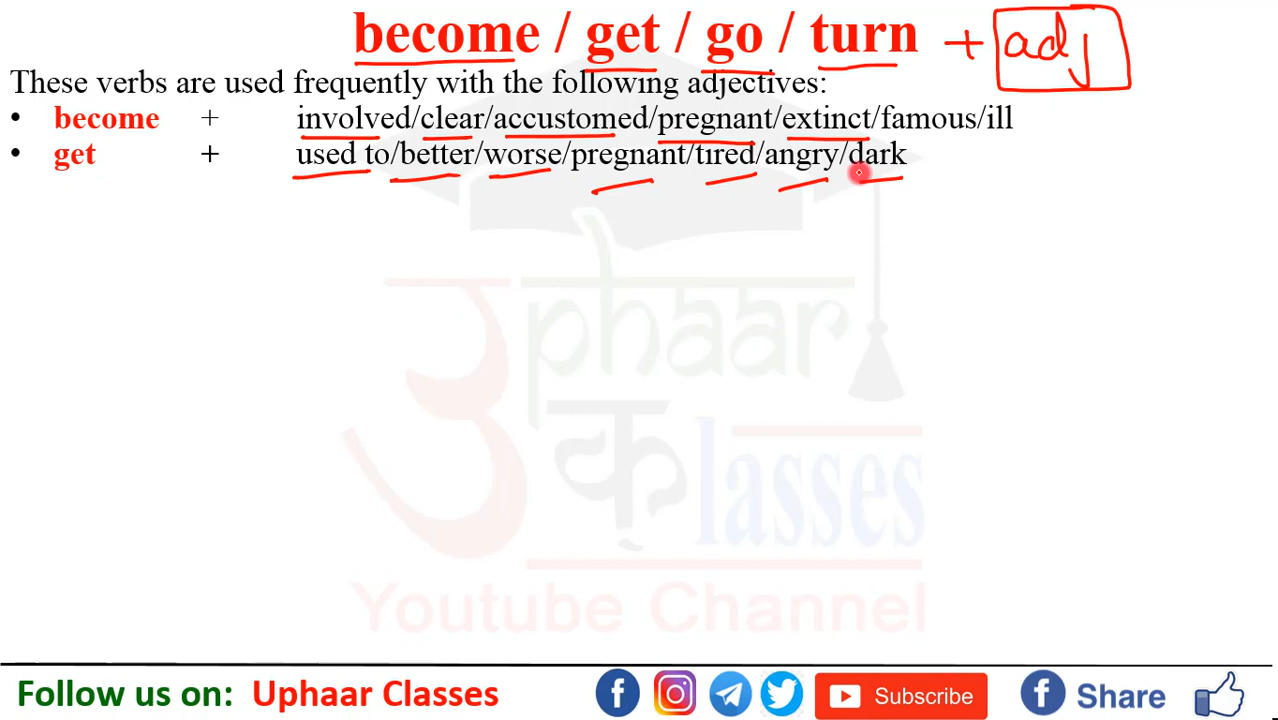 become / get / go / turn + adj
These verbs are used frequently with the following adjectives:
• become + involved/clear/accustomed/pregnant/extinct/famous/ill
• get + used to/better/worse/pregnant/tired/angry/dark
उphaar
कlasses
Youtube Channel
Follow us on: Uphaar Classes Subscribe Share